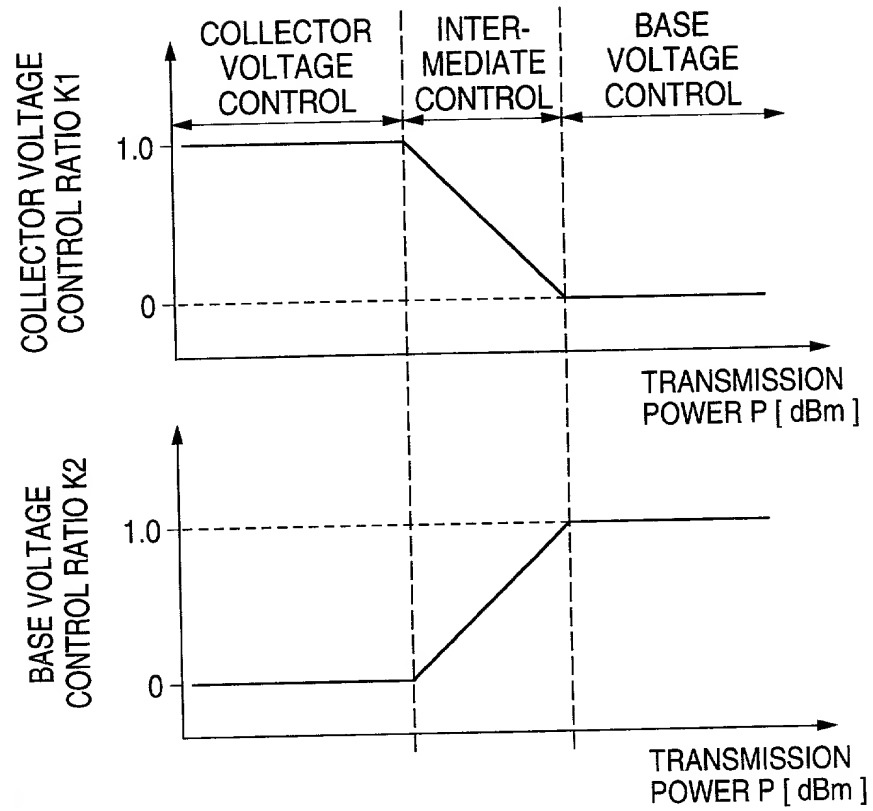 COLLECTOR
VOLTAGE
CONTROL
INTER-
MEDIATE
CONTROL
BASE
VOLTAGE
CONTROL
COLLECTOR VOLTAGE
CONTROL RATIO K1
1.0
0
TRANSMISSION
POWER P [ dBm ]
BASE VOLTAGE
CONTROL RATIO K2
1.0
0
TRANSMISSION
POWER P [ dBm ]